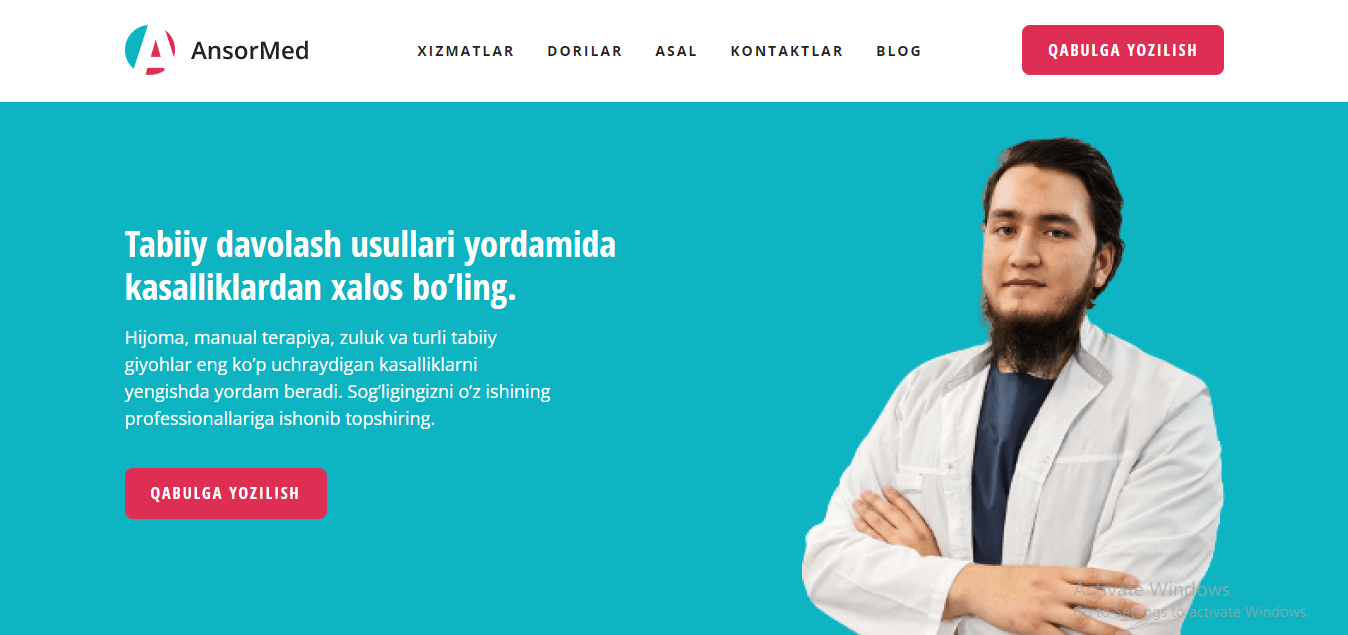 AnsorMed
XIZMATLAR
DORILAR
ASAL
KONTAKTLAR
BLOG
QABULGA YOZILISH
Tabiiy davolash usullari yordamida
kasalliklardan xalos bo’ling.
Hijoma, manual terapiya, zuluk va turli tabiiy
giyohlar eng ko’p uchraydigan kasalliklarni
yengishda yordam beradi. Sog’ligingizni o’z ishining
professionallariga ishonib topshiring.
QABULGA YOZILISH
Activate Windows
Go to Settings to activate Windows.